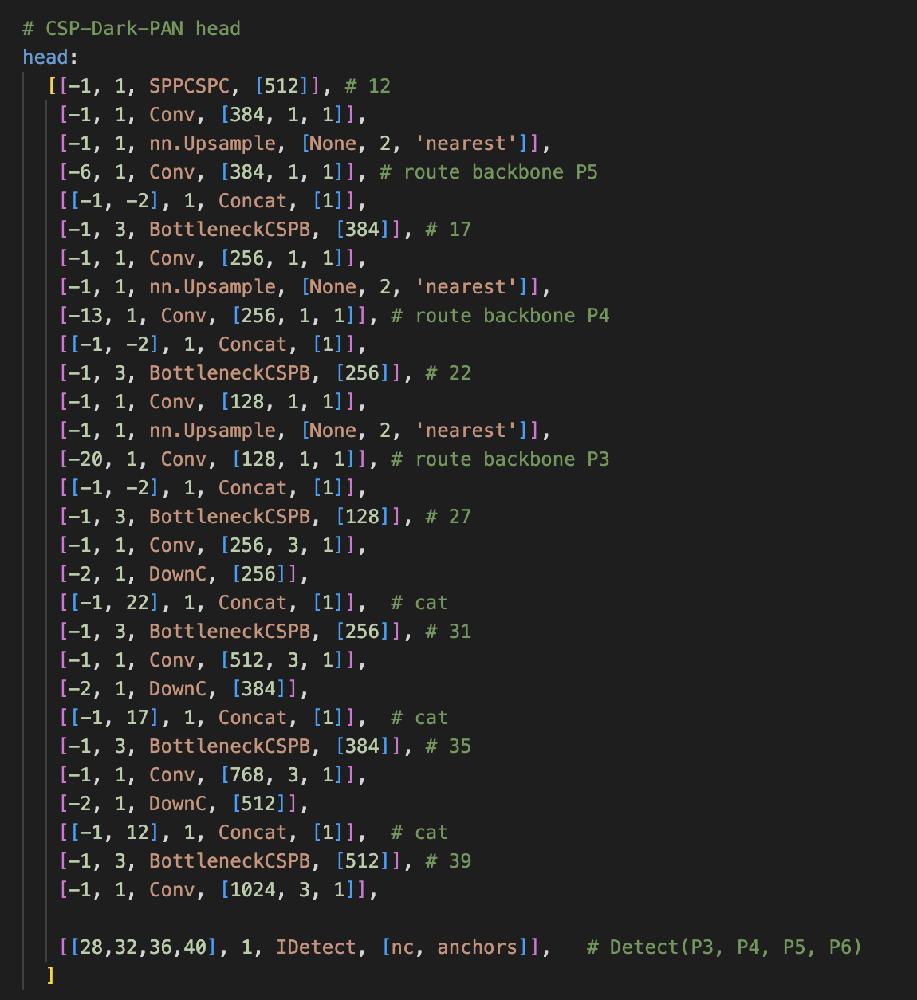 # CSP-Dark-PAN head
head:
  [[-1, 1, SPPCSPC, [512]], # 12
   [-1, 1, Conv, [384, 1, 1]],
   [-1, 1, nn.Upsample, [None, 2, 'nearest']],
   [-6, 1, Conv, [384, 1, 1]], # route backbone P5
   [[-1, -2], 1, Concat, [1]],
   [-1, 3, BottleneckCSPB, [384]], # 17
   [-1, 1, Conv, [256, 1, 1]],
   [-1, 1, nn.Upsample, [None, 2, 'nearest']],
   [-13, 1, Conv, [256, 1, 1]], # route backbone P4
   [[-1, -2], 1, Concat, [1]],
   [-1, 3, BottleneckCSPB, [256]], # 22
   [-1, 1, Conv, [128, 1, 1]],
   [-1, 1, nn.Upsample, [None, 2, 'nearest']],
   [-20, 1, Conv, [128, 1, 1]], # route backbone P3
   [[-1, -2], 1, Concat, [1]],
   [-1, 3, BottleneckCSPB, [128]], # 27
   [-1, 1, Conv, [256, 3, 1]],
   [-2, 1, DownC, [256]],
   [[-1, 22], 1, Concat, [1]],  # cat
   [-1, 3, BottleneckCSPB, [256]], # 31
   [-1, 1, Conv, [512, 3, 1]],
   [-2, 1, DownC, [384]],
   [[-1, 17], 1, Concat, [1]],  # cat
   [-1, 3, BottleneckCSPB, [384]], # 35
   [-1, 1, Conv, [768, 3, 1]],
   [-2, 1, DownC, [512]],
   [[-1, 12], 1, Concat, [1]],  # cat
   [-1, 3, BottleneckCSPB, [512]], # 39
   [-1, 1, Conv, [1024, 3, 1]],

   [[28,32,36,40], 1, IDetect, [nc, anchors]],   # Detect(P3, P4, P5, P6)
  ]